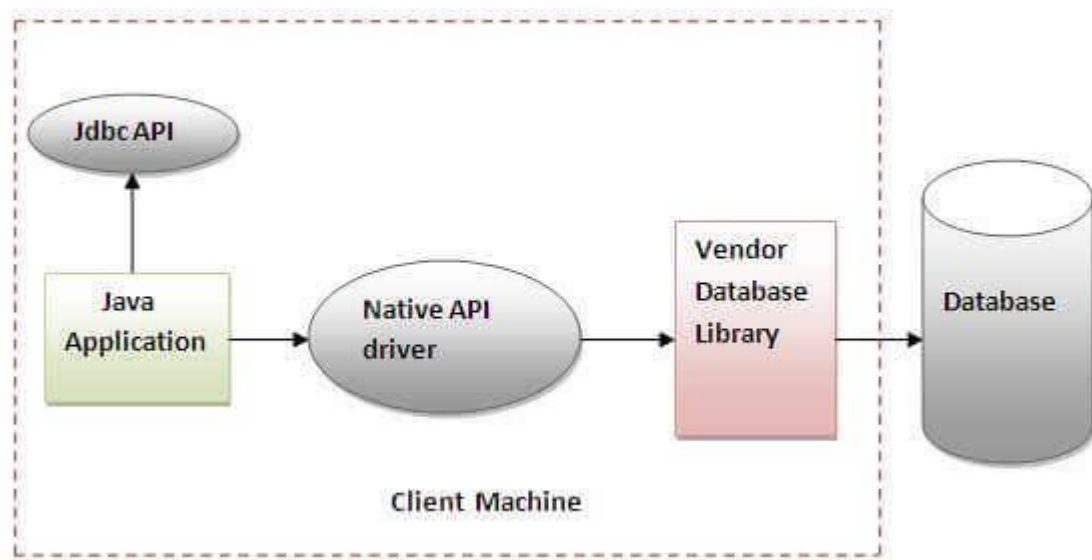 Jdbc API
Java
Application
Native API
driver
Vendor
Database
Library
Database
Client Machine